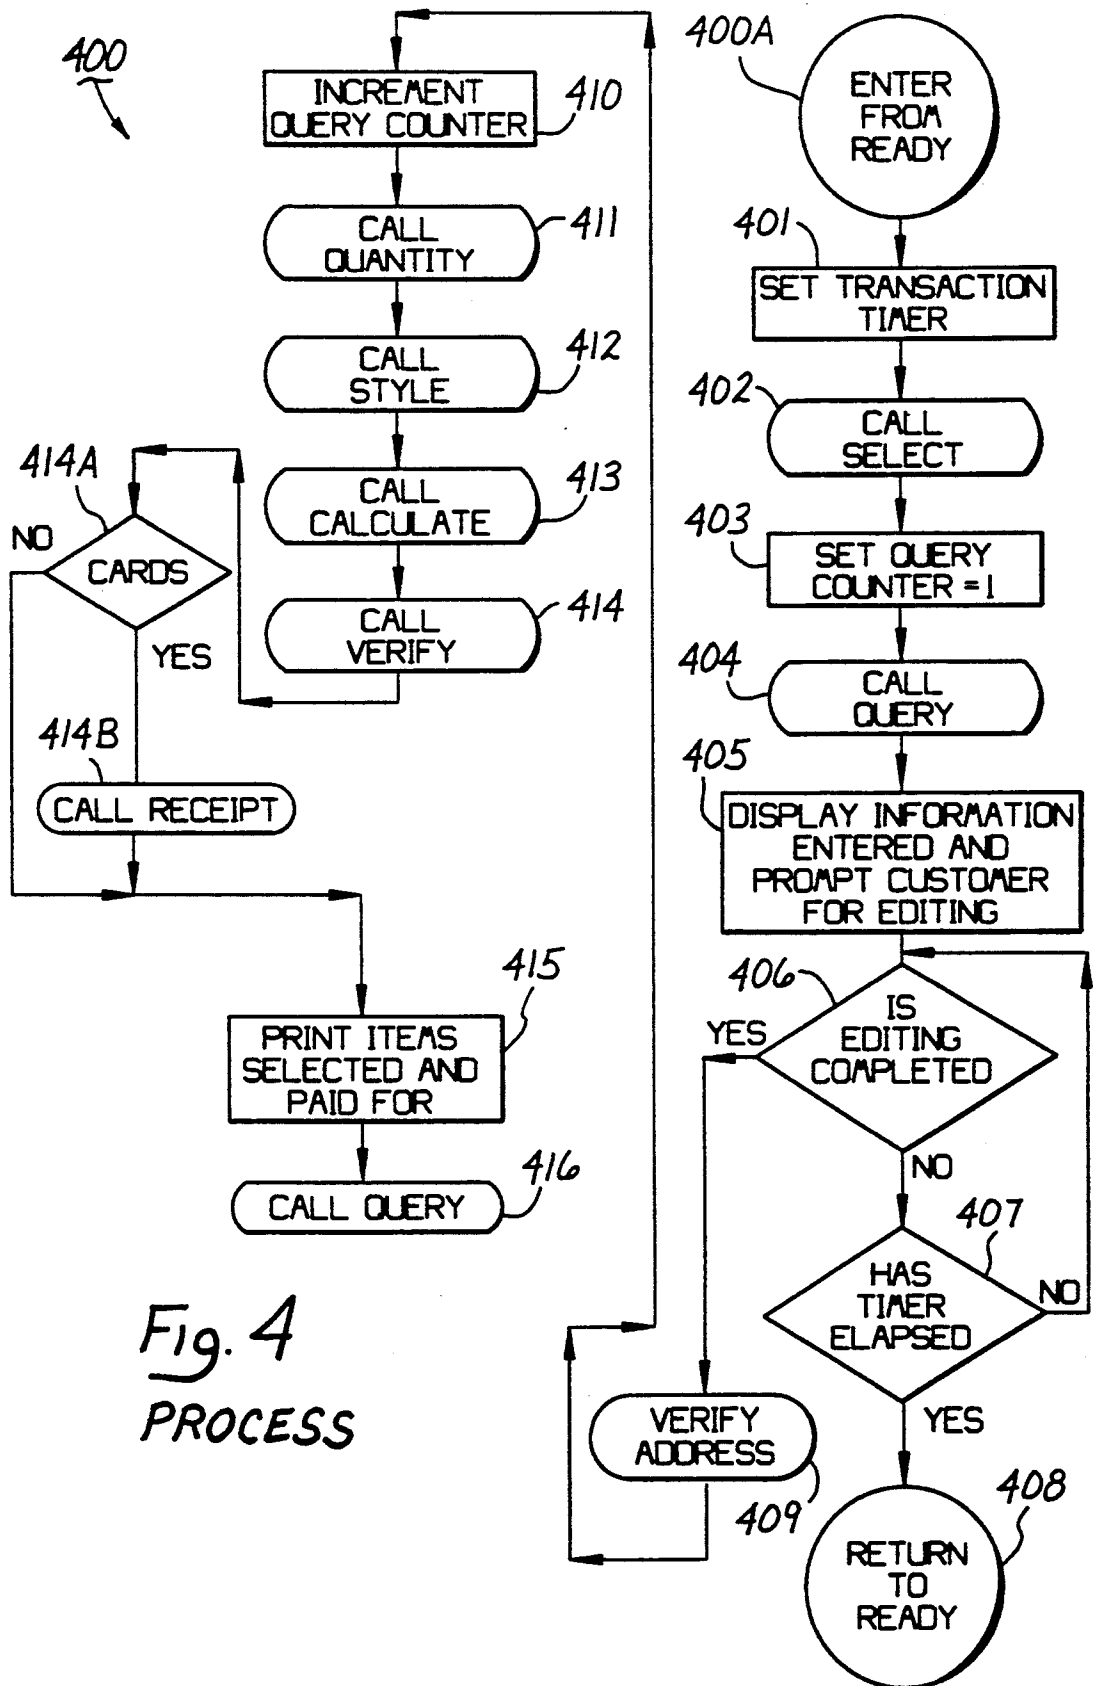 400
400A
ENTER
FROM
READY
401
SET TRANSACTION
TIMER
402
CALL
SELECT
403
SET QUERY
COUNTER = 1
404
CALL
QUERY
405
DISPLAY INFORMATION
ENTERED AND
PROMPT CUSTOMER
FOR EDITING
406
IS
EDITING
COMPLETED
YES
NO
407
HAS
TIMER
ELAPSED
NO
YES
408
RETURN
TO
READY
VERIFY
ADDRESS
409
INCREMENT
QUERY COUNTER
410
CALL
QUANTITY
411
CALL
STYLE
412
CALL
CALCULATE
413
CALL
VERIFY
414
414A
CARDS
NO
YES
414B
CALL RECEIPT
415
PRINT ITEMS
SELECTED AND
PAID FOR
416
CALL QUERY
Fig. 4
PROCESS